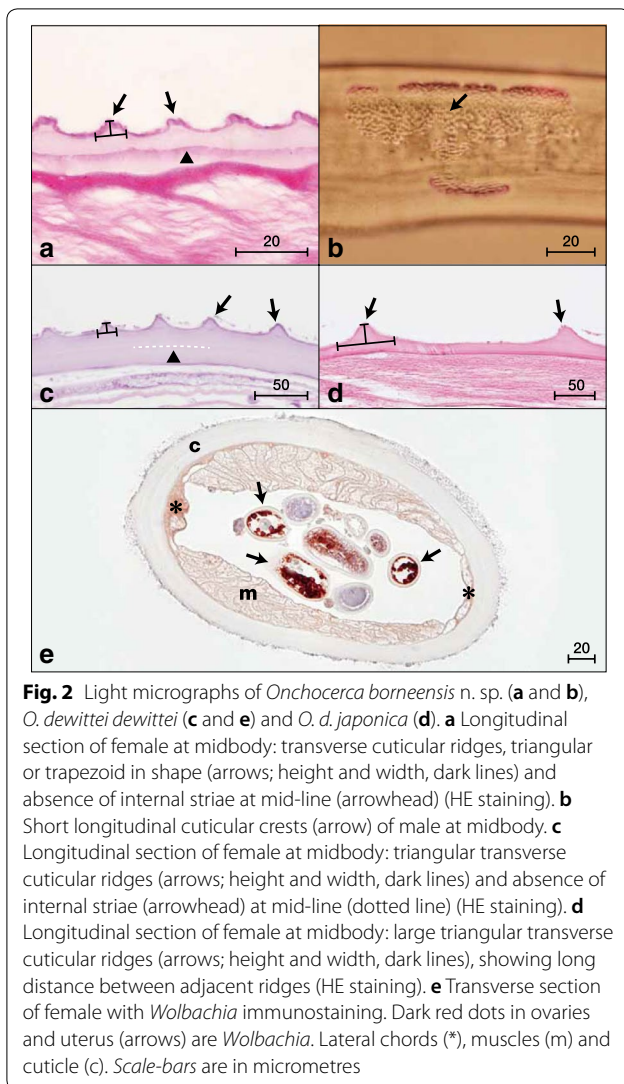 20
a
20
b
50
c
50
d
c
*
*
m
20
e
Fig. 2 Light micrographs of Onchocerca borneensis n. sp. (a and b),
O. dewittei dewittei (c and e) and O. d. japonica (d). a Longitudinal
section of female at midbody: transverse cuticular ridges, triangular
or trapezoid in shape (arrows; height and width, dark lines) and
absence of internal striae at mid-line (arrowhead) (HE staining). b
Short longitudinal cuticular crests (arrow) of male at midbody. c
Longitudinal section of female at midbody: triangular transverse
cuticular ridges (arrows; height and width, dark lines) and absence of
internal striae (arrowhead) at mid-line (dotted line) (HE staining). d
Longitudinal section of female at midbody: large triangular transverse
cuticular ridges (arrows; height and width, dark lines), showing long
distance between adjacent ridges (HE staining). e Transverse section
of female with Wolbachia immunostaining. Dark red dots in ovaries
and uterus (arrows) are Wolbachia. Lateral chords (*), muscles (m) and
cuticle (c). Scale-bars are in micrometres